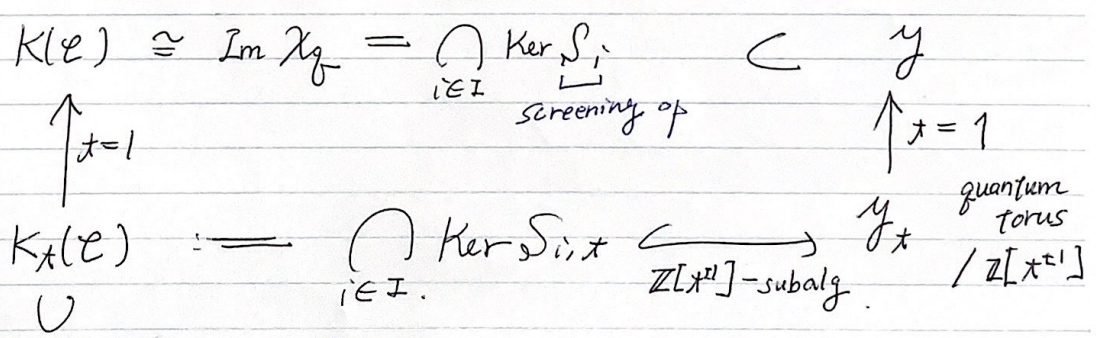 K(𝒞) ≅ Im χ_q = ⋂_{i∈I} Ker S_i ⊂ 𝒴
screening op
↑ t=1 ↑ t = 1
quantum
torus
/ ℤ[t^{±1}]
K_t(𝒞) := ⋂_{i∈I.} Ker S_{i,t} ↪ 𝒴_t
ℤ[t^{±1}]-subalg.
∪